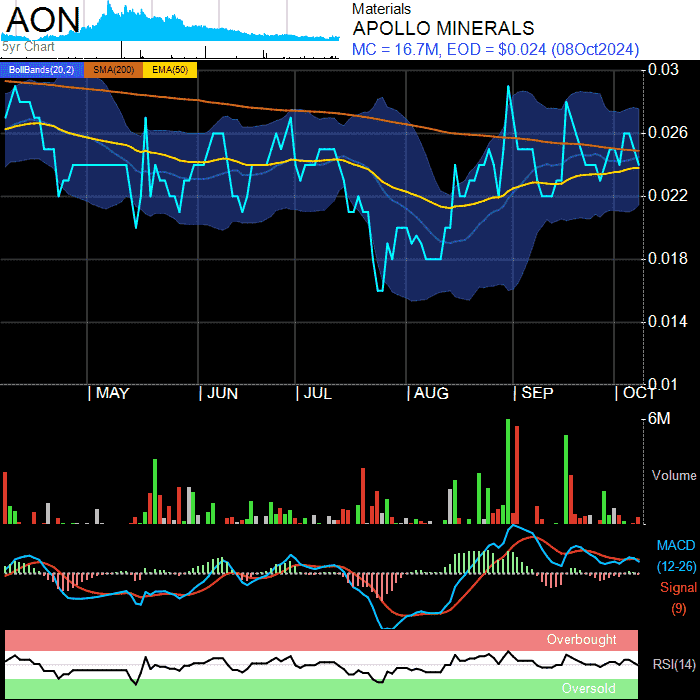 AON
5yr Chart
Materials
APOLLO MINERALS
MC = 16.7M, EOD = $0.024 (08Oct2024)
BollBands(20,2) SMA(200) EMA(50)
0.03
0.026
0.022
0.018
0.014
0.01
| MAY | JUN | JUL | AUG | SEP | OCT
6M
Volume
MACD
(12-26)
Signal
(9)
Overbought
RSI(14)
Oversold